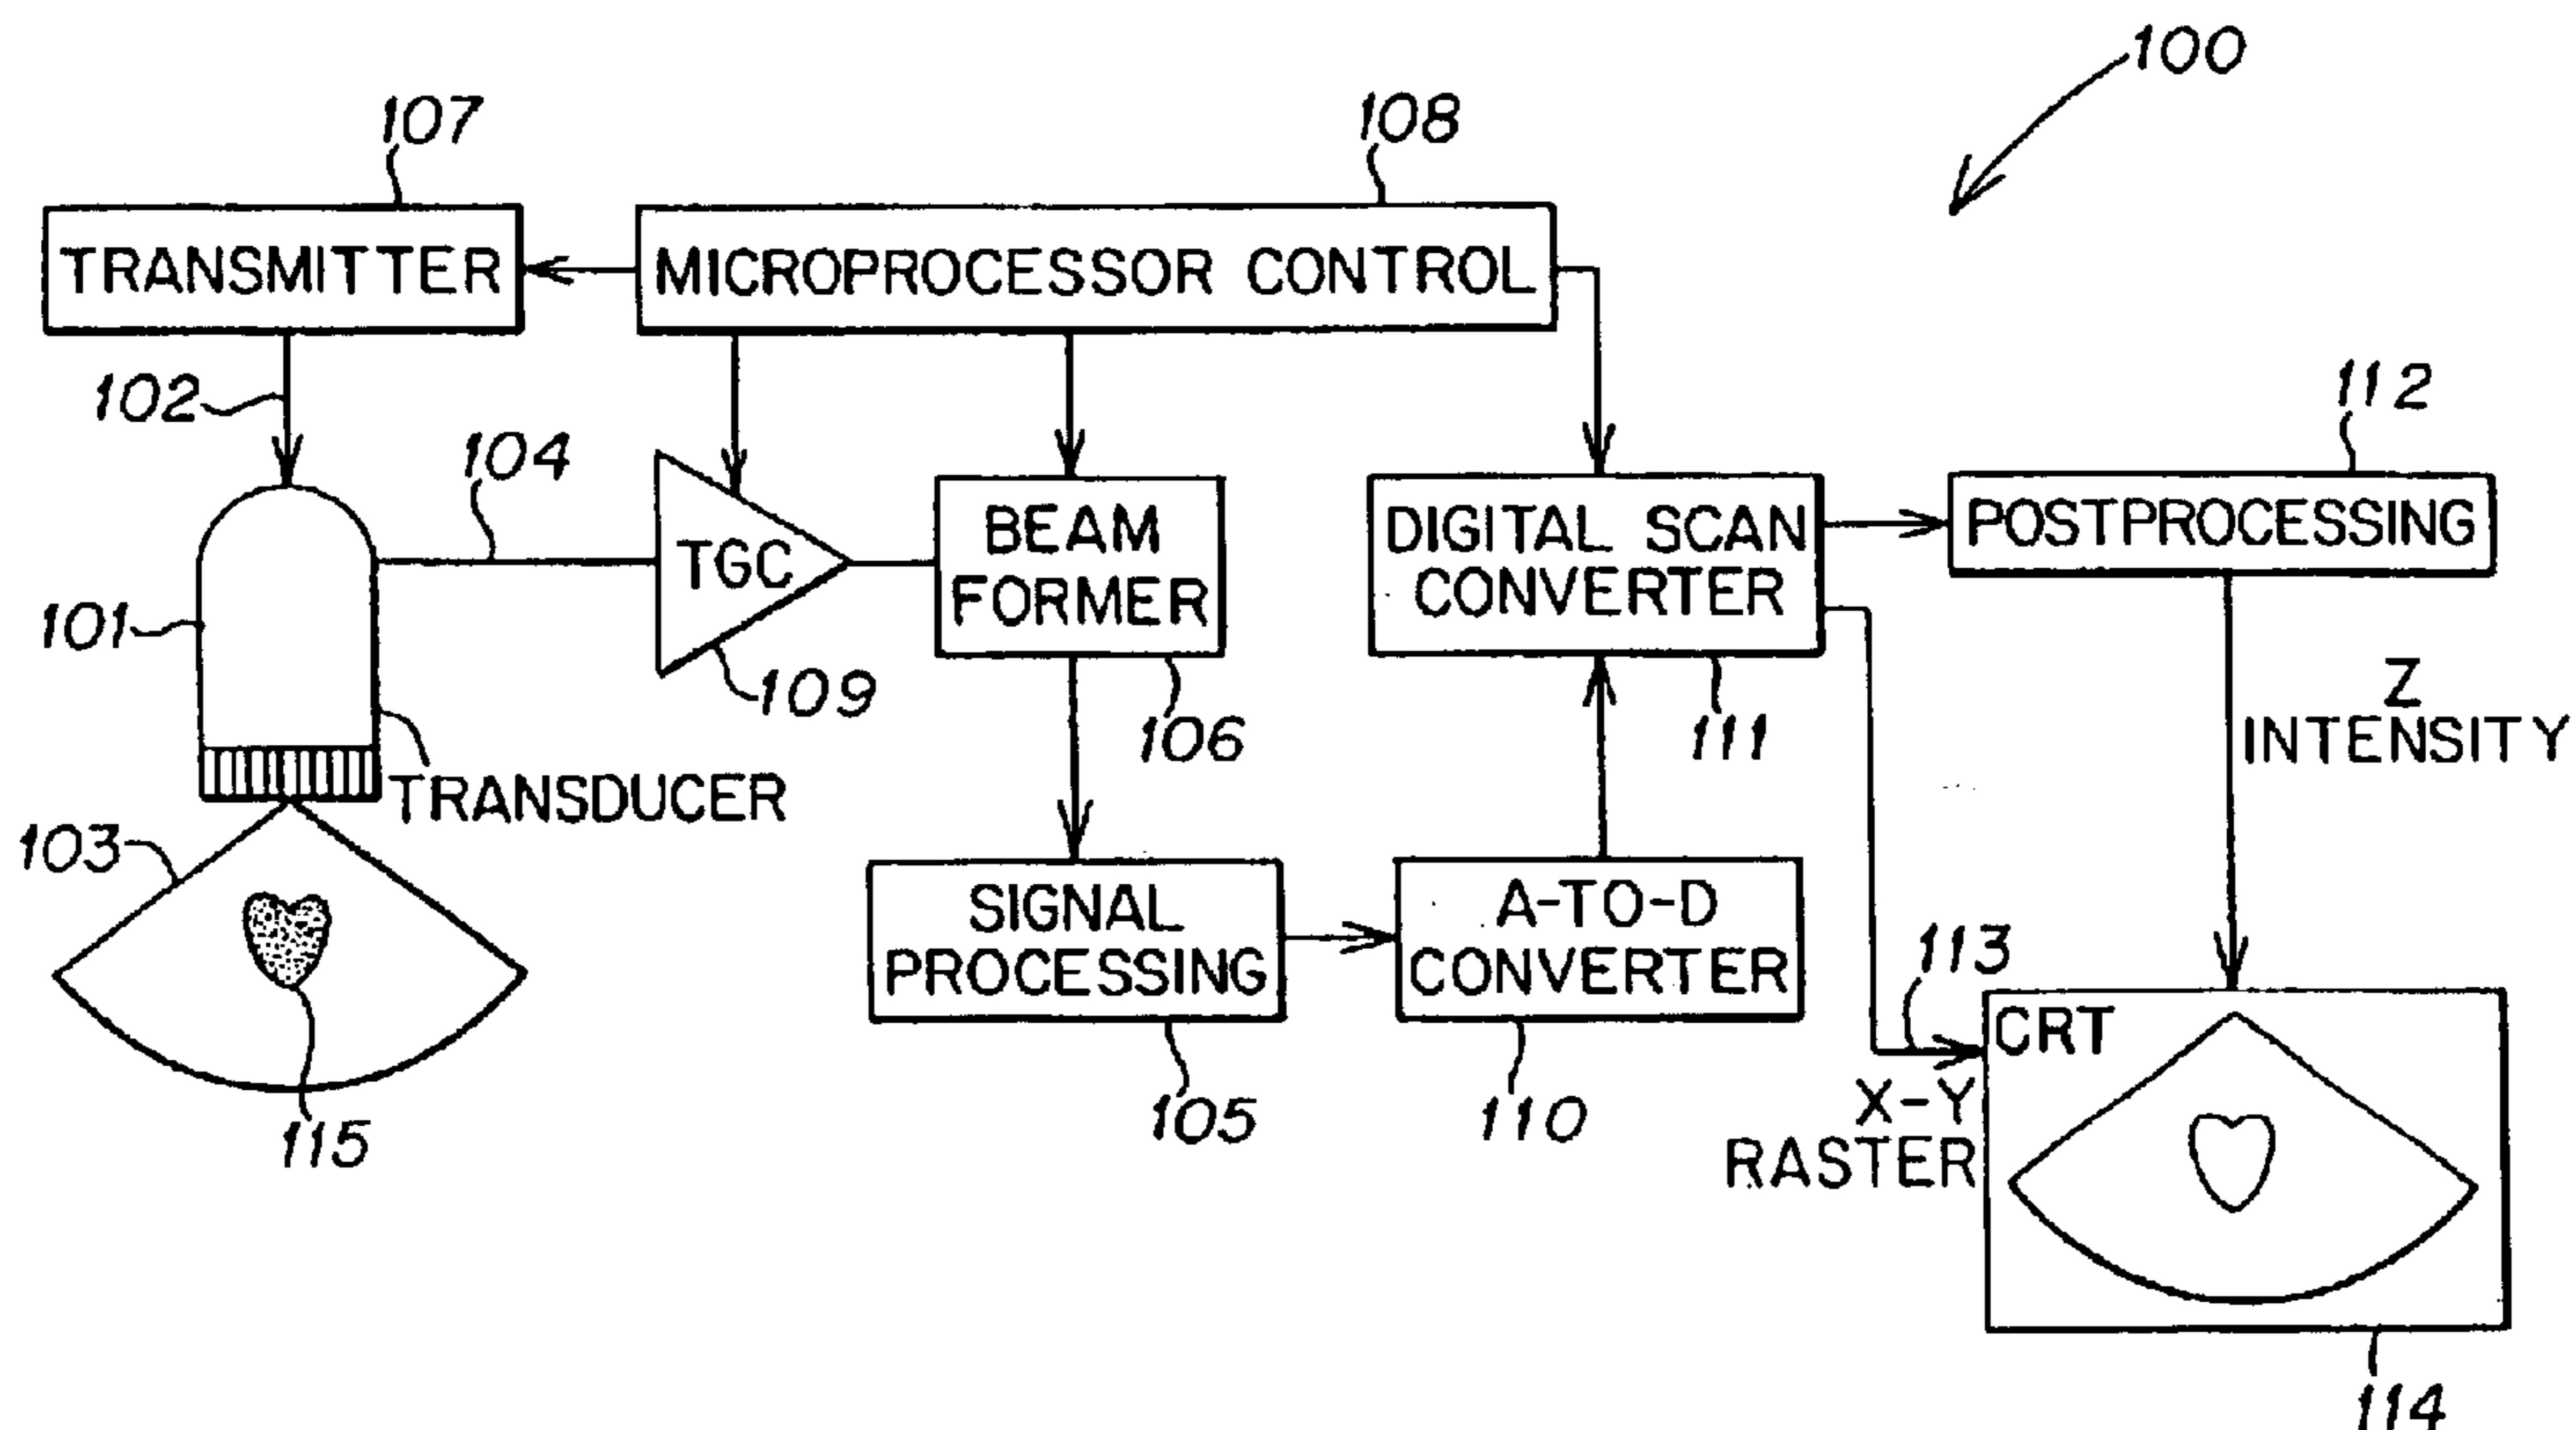 100
107
108
TRANSMITTER
MICROPROCESSOR CONTROL
102
104
112
TGC
BEAM
FORMER
DIGITAL SCAN
CONVERTER
POSTPROCESSING
101
109
106
111
Z
INTENSITY
TRANSDUCER
103
SIGNAL
PROCESSING
A-TO-D
CONVERTER
113
CRT
115
105
110
X-Y
RASTER
114